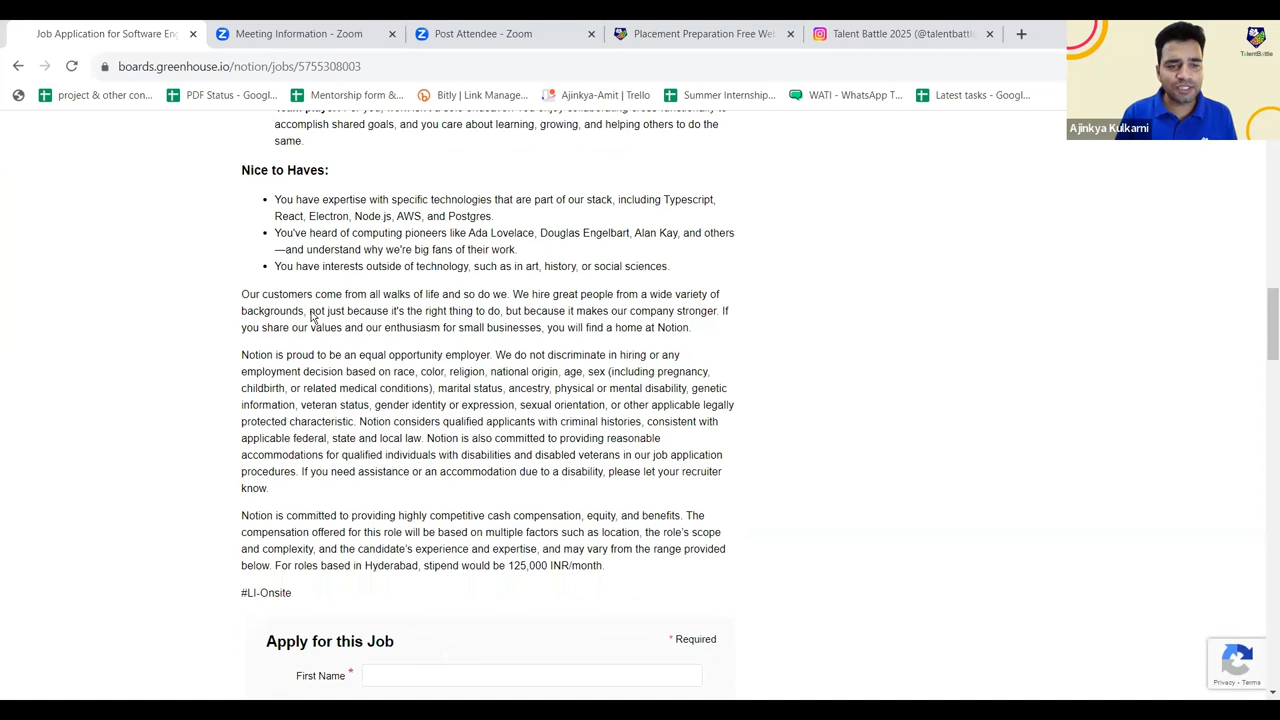 Job Application for Software Eng
Meeting Information - Zoom
Post Attendee - Zoom
Placement Preparation Free Wel
Talent Battle 2025 (@talentbattl
boards.greenhouse.io/notion/jobs/5755308003
project & other con...
PDF Status - Googl...
Mentorship form &...
Bitly | Link Manage...
Ajinkya-Amit | Trello
Summer Internship...
WATI - WhatsApp T...
Latest tasks - Googl...
TalentBattle
Ajinkya Kulkarni
accomplish shared goals, and you care about learning, growing, and helping others to do the
same.
Nice to Haves:
• You have expertise with specific technologies that are part of our stack, including Typescript,
React, Electron, Node.js, AWS, and Postgres.
• You've heard of computing pioneers like Ada Lovelace, Douglas Engelbart, Alan Kay, and others
—and understand why we're big fans of their work.
• You have interests outside of technology, such as in art, history, or social sciences.
Our customers come from all walks of life and so do we. We hire great people from a wide variety of
backgrounds, not just because it's the right thing to do, but because it makes our company stronger. If
you share our values and our enthusiasm for small businesses, you will find a home at Notion.
Notion is proud to be an equal opportunity employer. We do not discriminate in hiring or any
employment decision based on race, color, religion, national origin, age, sex (including pregnancy,
childbirth, or related medical conditions), marital status, ancestry, physical or mental disability, genetic
information, veteran status, gender identity or expression, sexual orientation, or other applicable legally
protected characteristic. Notion considers qualified applicants with criminal histories, consistent with
applicable federal, state and local law. Notion is also committed to providing reasonable
accommodations for qualified individuals with disabilities and disabled veterans in our job application
procedures. If you need assistance or an accommodation due to a disability, please let your recruiter
know.
Notion is committed to providing highly competitive cash compensation, equity, and benefits. The
compensation offered for this role will be based on multiple factors such as location, the role's scope
and complexity, and the candidate's experience and expertise, and may vary from the range provided
below. For roles based in Hyderabad, stipend would be 125,000 INR/month.
#LI-Onsite
Apply for this Job
* Required
First Name *
Privacy - Terms